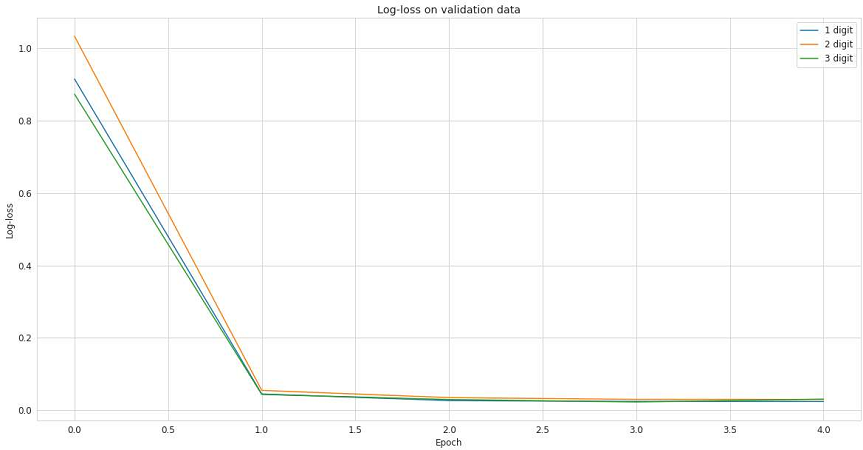 Log-loss on validation data
1 digit
2 digit
3 digit
1.0
0.8
0.6
0.4
0.2
0.0
Log-loss
0.0 0.5 1.0 1.5 2.0 2.5 3.0 3.5 4.0
Epoch